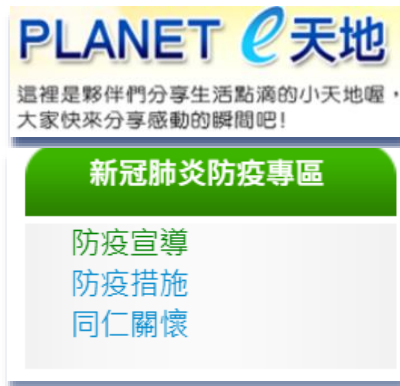 PLANET e天地
這裡是夥伴們分享生活點滴的小天地喔，
大家快來分享感動的瞬間吧!
新冠肺炎防疫專區
防疫宣導
防疫措施
同仁關懷